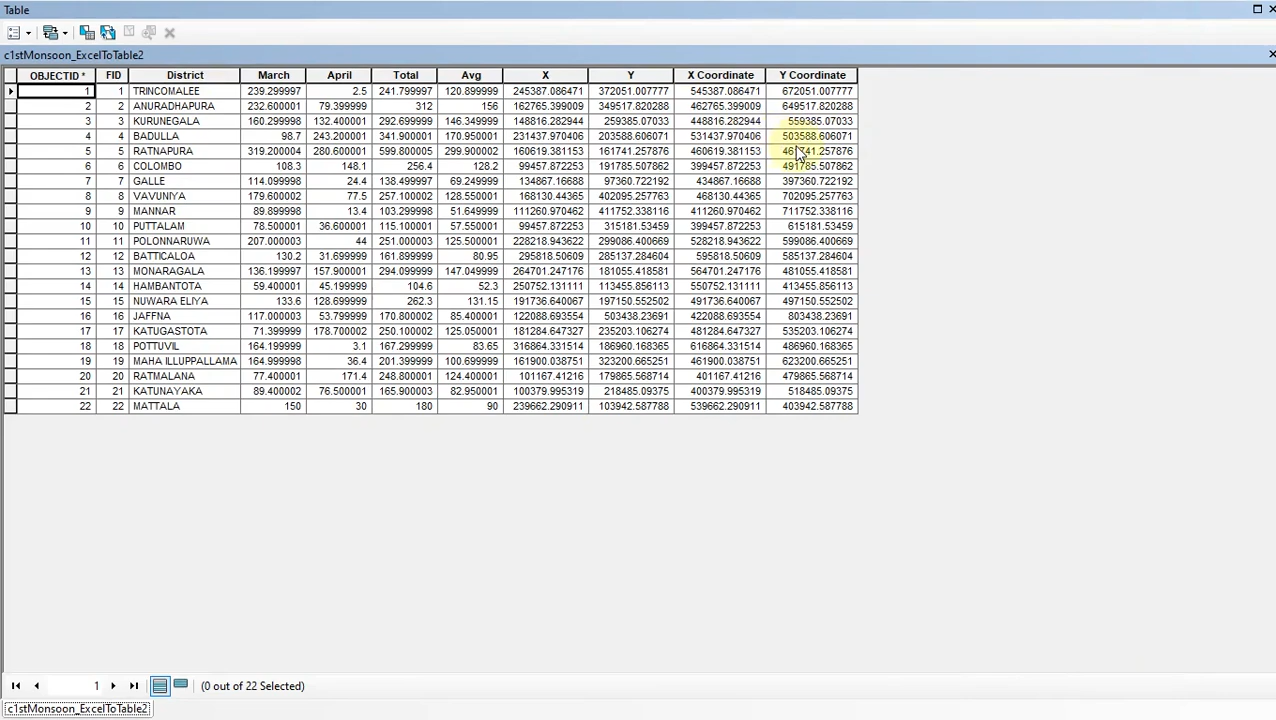 Table
c1stMonsoon_ExcelToTable2
OBJECTID * FID District March April Total Avg X Y X Coordinate Y Coordinate
1 1 TRINCOMALEE 239.299997 2.5 241.799997 120.899999 245387.086471 372051.007777 545387.086471 672051.007777
2 2 ANURADHAPURA 232.600001 79.399999 312 156 162765.399009 349517.820288 462765.399009 649517.820288
3 3 KURUNEGALA 160.299998 132.400001 292.699999 146.349999 148816.282944 259385.07033 448816.282944 559385.07033
4 4 BADULLA 98.7 243.200001 341.900001 170.950001 231437.970406 203588.606071 531437.970406 503588.606071
5 5 RATNAPURA 319.200004 280.600001 599.800005 299.900002 160619.381153 161741.257876 460619.381153 461741.257876
6 6 COLOMBO 108.3 148.1 256.4 128.2 99457.872253 191785.507862 399457.872253 491785.507862
7 7 GALLE 114.099998 24.4 138.499997 69.249999 134867.16688 97360.722192 434867.16688 397360.722192
8 8 VAVUNIYA 179.600002 77.5 257.100002 128.550001 168130.44365 402095.257763 468130.44365 702095.257763
9 9 MANNAR 89.899998 13.4 103.299998 51.649999 111260.970462 411752.338116 411260.970462 711752.338116
10 10 PUTTALAM 78.500001 36.600001 115.100001 57.550001 99457.872253 315181.53459 399457.872253 615181.53459
11 11 POLONNARUWA 207.000003 44 251.000003 125.500001 228218.943622 299086.400669 528218.943622 599086.400669
12 12 BATTICALOA 130.2 31.699999 161.899999 80.95 295818.50609 285137.284604 595818.50609 585137.284604
13 13 MONARAGALA 136.199997 157.900001 294.099999 147.049999 264701.247176 181055.418581 564701.247176 481055.418581
14 14 HAMBANTOTA 59.400001 45.199999 104.6 52.3 250752.131111 113455.856113 550752.131111 413455.856113
15 15 NUWARA ELIYA 133.6 128.699999 262.3 131.15 191736.640067 197150.552502 491736.640067 497150.552502
16 16 JAFFNA 117.000003 53.799999 170.800002 85.400001 122088.693554 503438.23691 422088.693554 803438.23691
17 17 KATUGASTOTA 71.399999 178.700002 250.100002 125.050001 181284.647327 235203.106274 481284.647327 535203.106274
18 18 POTTUVIL 164.199999 3.1 167.299999 83.65 316864.331514 186960.168365 616864.331514 486960.168365
19 19 MAHA ILLUPPALLAMA 164.999998 36.4 201.399999 100.699999 161900.038751 323200.665251 461900.038751 623200.665251
20 20 RATMALANA 77.400001 171.4 248.800001 124.400001 101167.41216 179865.568714 401167.41216 479865.568714
21 21 KATUNAYAKA 89.400002 76.500001 165.900003 82.950001 100379.995319 218485.09375 400379.995319 518485.09375
22 22 MATTALA 150 30 180 90 239662.290911 103942.587788 539662.290911 403942.587788
1 (0 out of 22 Selected)
c1stMonsoon_ExcelToTable2